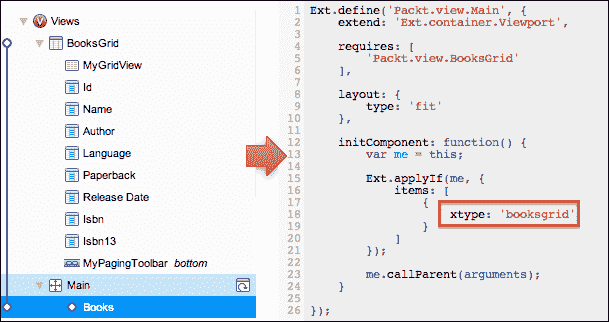 Views
BooksGrid
MyGridView
Id
Name
Author
Language
Paperback
Release Date
Isbn
Isbn13
MyPagingToolbar bottom
Main
Books
1 Ext.define('Packt.view.Main', {
2 extend: 'Ext.container.Viewport',
3
4 requires: [
5 'Packt.view.BooksGrid'
6 ],
7
8 layout: {
9 type: 'fit'
10 },
11
12 initComponent: function() {
13 var me = this;
14
15 Ext.applyIf(me, {
16 items: [
17 {
18 xtype: 'booksgrid'
19 }
20 ]
21 });
22
23 me.callParent(arguments);
24 }
25
26 });